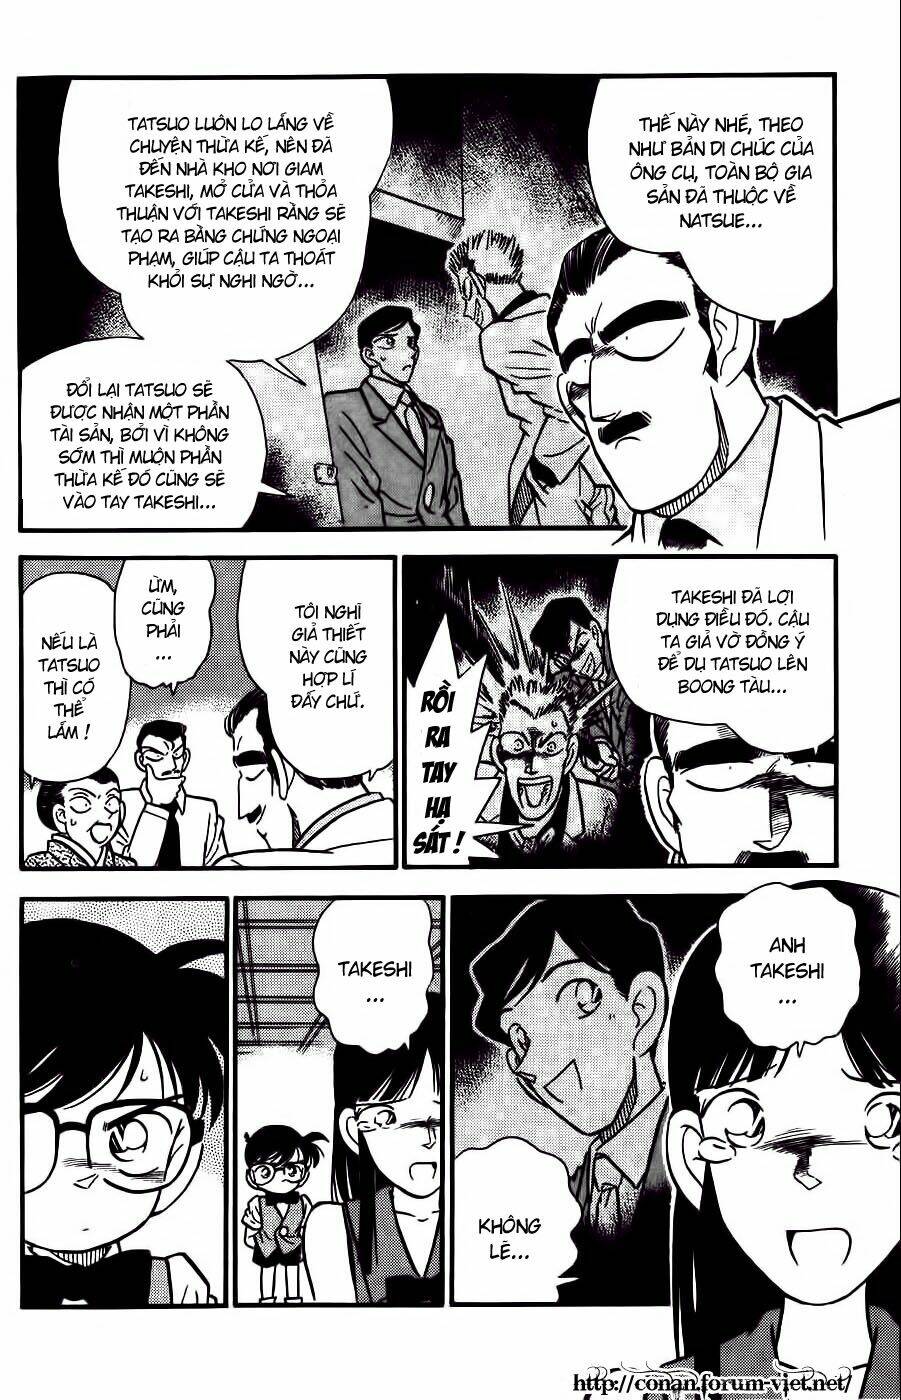 THẾ NÀY NHÉ, THEO
NHƯ BẢN DI CHÚC CỦA
ÔNG CỤ, TOÀN BỘ GIA
SẢN ĐÃ THUỘC VỀ
NATSUE...
TATSUO LUÔN LO LẮNG VỀ
CHUYỆN THỪA KẾ, NÊN ĐÃ
ĐẾN NHÀ KHO NƠI GIAM
TAKESHI, MỞ CỬA VÀ THỎA
THUẬN VỚI TAKESHI RẰNG SẼ
TẠO RA BẰNG CHỨNG NGOẠI
PHẠM, GIÚP CẬU TA THOÁT
KHỎI SỰ NGHI NGỜ...
ĐỔI LẠI TATSUO SẼ
ĐƯỢC NHẬN MỘT PHẦN
TÀI SẢN, BỞI VÌ KHÔNG
SỚM THÌ MUỘN PHẦN
THỪA KẾ ĐÓ CŨNG SẼ
VÀO TAY TAKESHI...
TAKESHI ĐÃ LỢI
DỤNG ĐIỀU ĐÓ. CẬU
TA GIẢ VỜ ĐỒNG Ý
ĐỂ DỤ TATSUO LÊN
BOONG TÀU...
RỒI
RA
TAY
HẠ
SÁT !
TÔI NGHĨ
GIẢ THIẾT
NÀY CŨNG
HỢP LÍ
ĐẤY CHỨ.
ỪM,
CŨNG
PHẢI
...
NẾU LÀ
TATSUO
THÌ CÓ
THỂ
LẮM !
ANH
TAKESHI
...
KHÔNG
LẼ...
TAKESHI
...
http://conan.forum-viet.net/